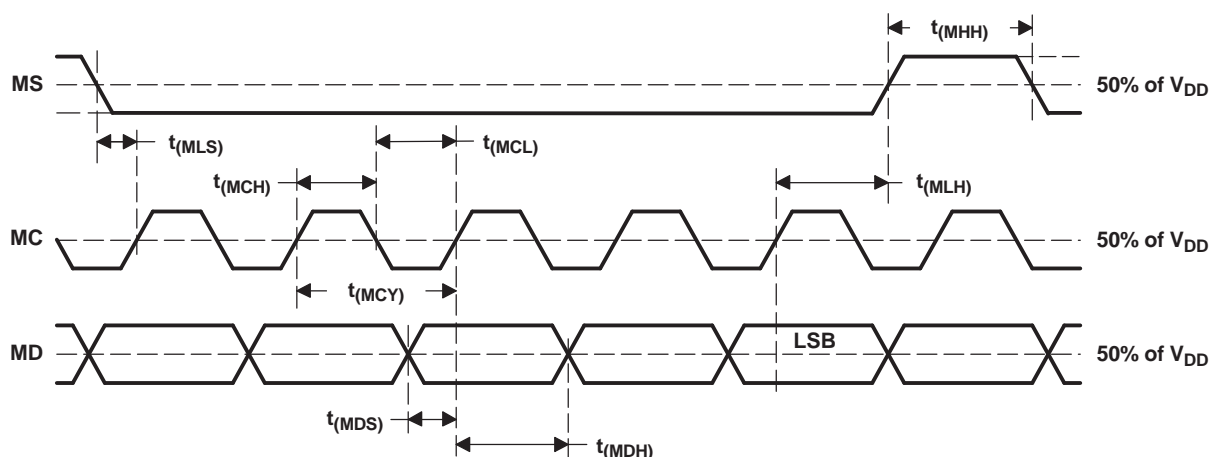 t(MHH)
MS
50% of VDD
t(MLS)
t(MCL)
t(MCH)
t(MLH)
MC
50% of VDD
t(MCY)
MD
LSB
50% of VDD
t(MDS)
t(MDH)